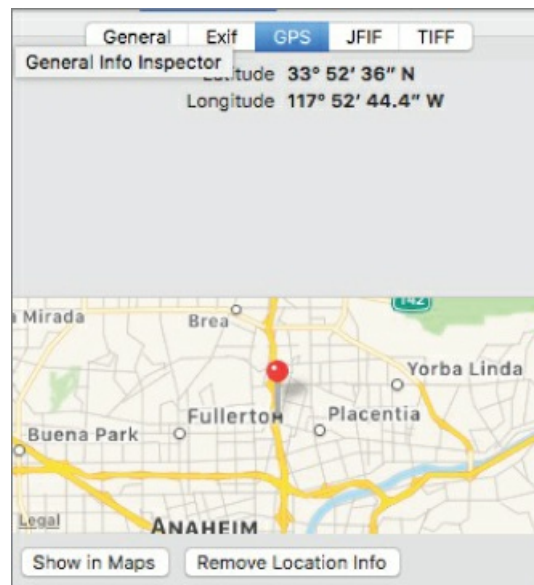 General Exif GPS JFIF TIFF
General Info Inspector
tude 33° 52′ 36″ N
Longitude 117° 52′ 44.4″ W
142
Mirada
Brea
Yorba Linda
Fullerton
Placentia
Buena Park
Legal
ANAHEIM
Show in Maps Remove Location Info